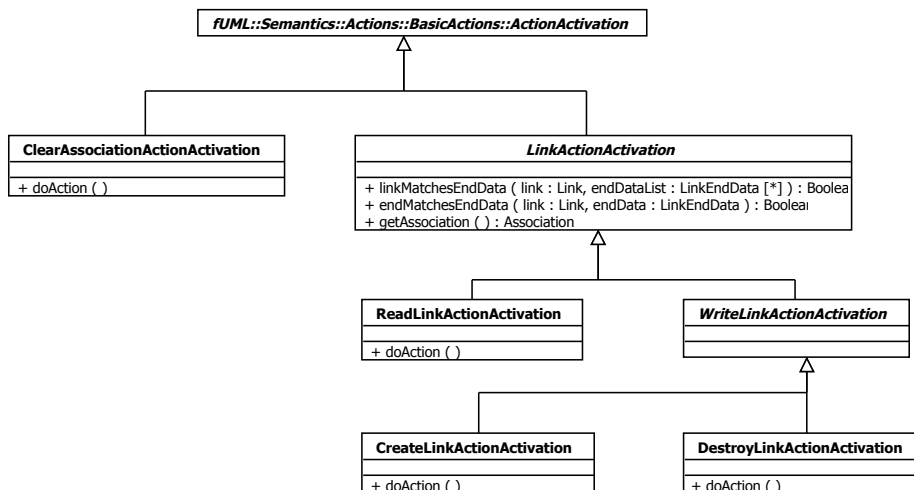 fUML::Semantics::Actions::BasicActions::ActionActivation
ClearAssociationActionActivation
+ doAction ( )
LinkActionActivation
+ linkMatchesEndData ( link : Link, endDataList : LinkEndData [*] ) : Boolea
+ endMatchesEndData ( link : Link, endData : LinkEndData ) : Boolea
+ getAssociation ( ) : Association
ReadLinkActionActivation
+ doAction ( )
WriteLinkActionActivation
CreateLinkActionActivation
+ doAction ( )
DestroyLinkActionActivation
+ doAction ( )